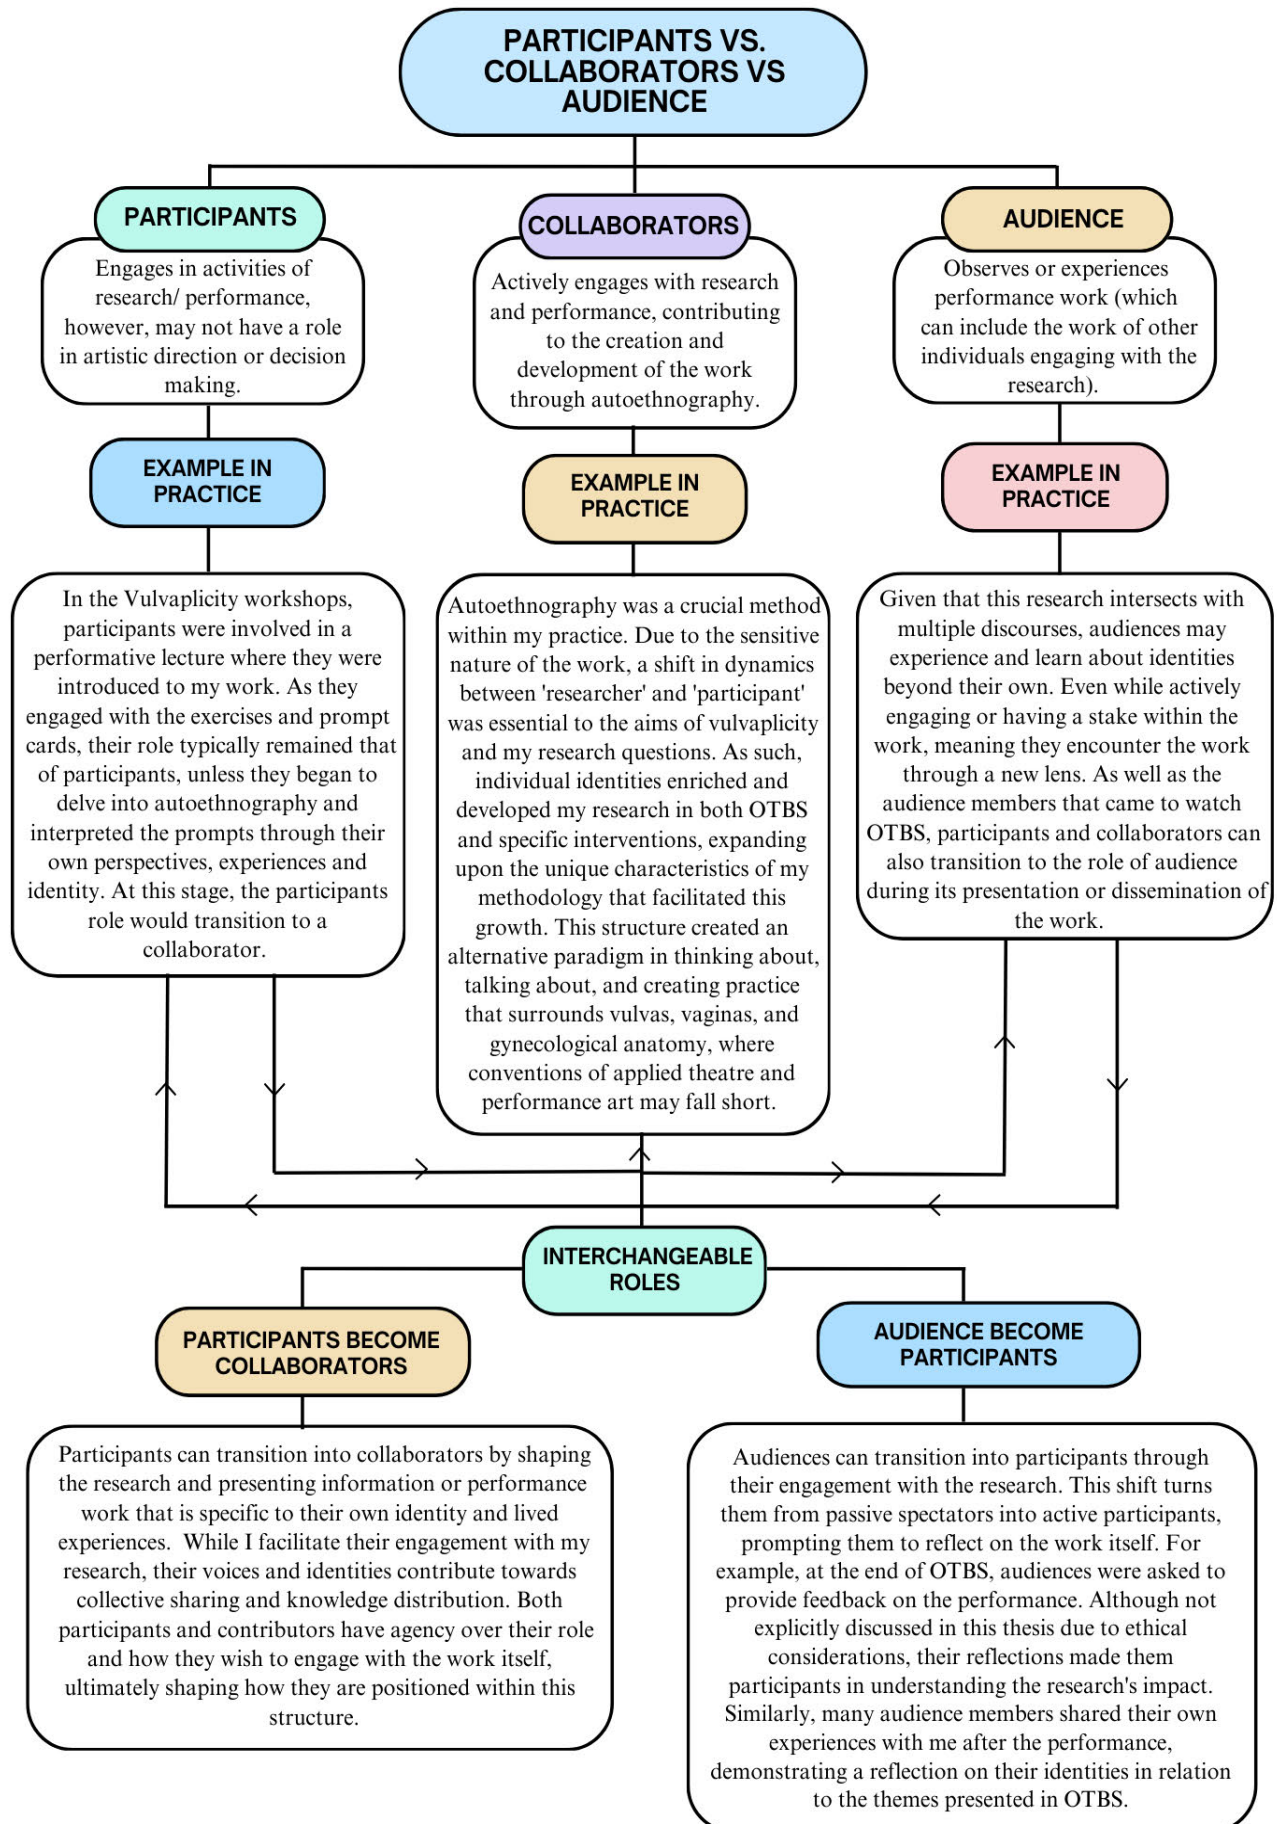 PARTICIPANTS VS.
COLLABORATORS VS
AUDIENCE
PARTICIPANTS
Engages in activities of
research/ performance,
however, may not have a role
in artistic direction or decision
making.
EXAMPLE IN
PRACTICE
In the Vulvaplicity workshops,
participants were involved in a
performative lecture where they were
introduced to my work. As they
engaged with the exercises and prompt
cards, their role typically remained that
of participants, unless they began to
delve into autoethnography and
interpreted the prompts through their
own perspectives, experiences and
identity. At this stage, the participants
role would transition to a
collaborator.
COLLABORATORS
Actively engages with research
and performance, contributing
to the creation and
development of the work
through autoethnography.
EXAMPLE IN
PRACTICE
Autoethnography was a crucial method
within my practice. Due to the sensitive
nature of the work, a shift in dynamics
between 'researcher' and 'participant'
was essential to the aims of vulvaplicity
and my research questions. As such,
individual identities enriched and
developed my research in both OTBS
and specific interventions, expanding
upon the unique characteristics of my
methodology that facilitated this
growth. This structure created an
alternative paradigm in thinking about,
talking about, and creating practice
that surrounds vulvas, vaginas, and
gynecological anatomy, where
conventions of applied theatre and
performance art may fall short.
AUDIENCE
Observes or experiences
performance work (which
can include the work of other
individuals engaging with the
research).
EXAMPLE IN
PRACTICE
Given that this research intersects with
multiple discourses, audiences may
experience and learn about identities
beyond their own. Even while actively
engaging or having a stake within the
work, meaning they encounter the work
through a new lens. As well as the
audience members that came to watch
OTBS, participants and collaborators can
also transition to the role of audience
during its presentation or dissemination of
the work.
INTERCHANGEABLE
ROLES
PARTICIPANTS BECOME
COLLABORATORS
Participants can transition into collaborators by shaping
the research and presenting information or performance
work that is specific to their own identity and lived
experiences.  While I facilitate their engagement with my
research, their voices and identities contribute towards
collective sharing and knowledge distribution. Both
participants and contributors have agency over their role
and how they wish to engage with the work itself,
ultimately shaping how they are positioned within this
structure.
AUDIENCE BECOME
PARTICIPANTS
Audiences can transition into participants through
their engagement with the research. This shift turns
them from passive spectators into active participants,
prompting them to reflect on the work itself. For
example, at the end of OTBS, audiences were asked to
provide feedback on the performance. Although not
explicitly discussed in this thesis due to ethical
considerations, their reflections made them
participants in understanding the research's impact.
Similarly, many audience members shared their own
experiences with me after the performance,
demonstrating a reflection on their identities in relation
to the themes presented in OTBS.